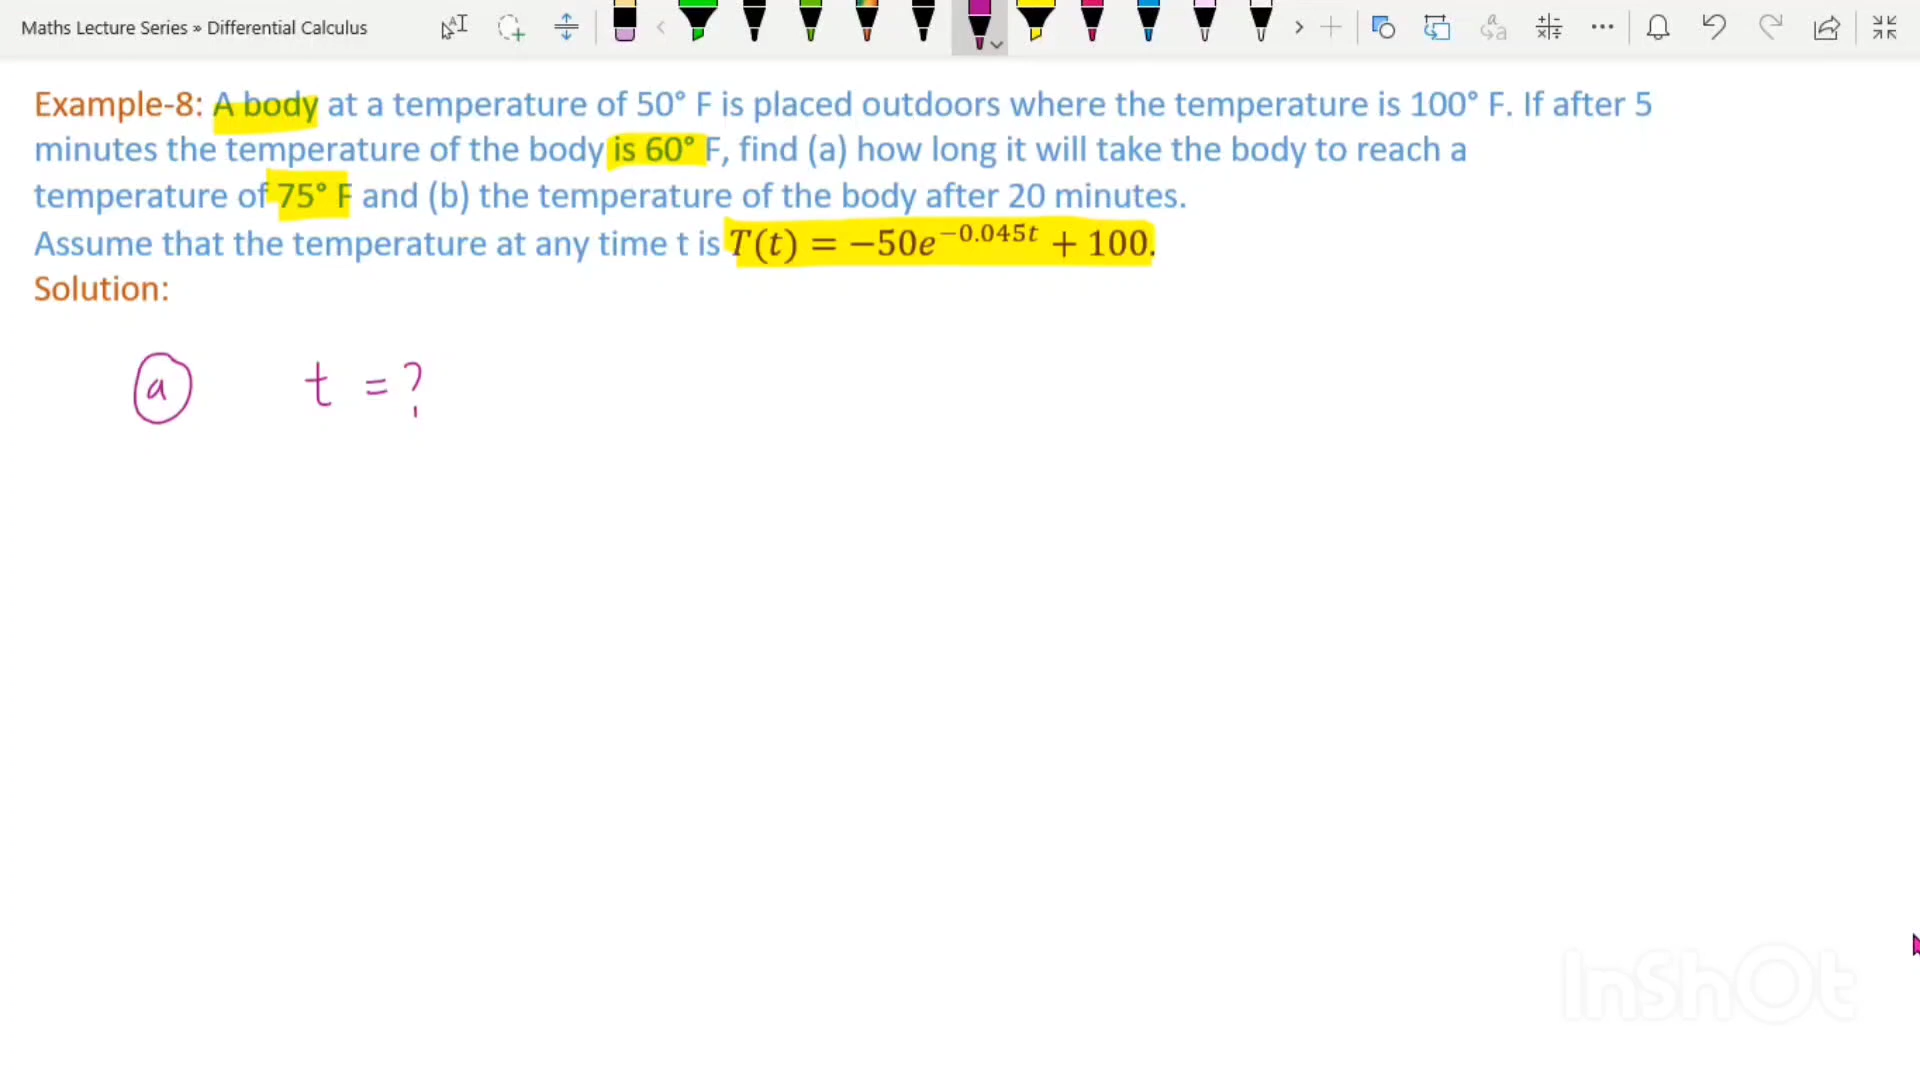 Maths Lecture Series » Differential Calculus
Example-8: A body at a temperature of 50° F is placed outdoors where the temperature is 100° F. If after 5
minutes the temperature of the body is 60° F, find (a) how long it will take the body to reach a
temperature of 75° F and (b) the temperature of the body after 20 minutes.
Assume that the temperature at any time t is T(t) = −50e^{−0.045t} + 100.
Solution:
a t = ?
InShOt